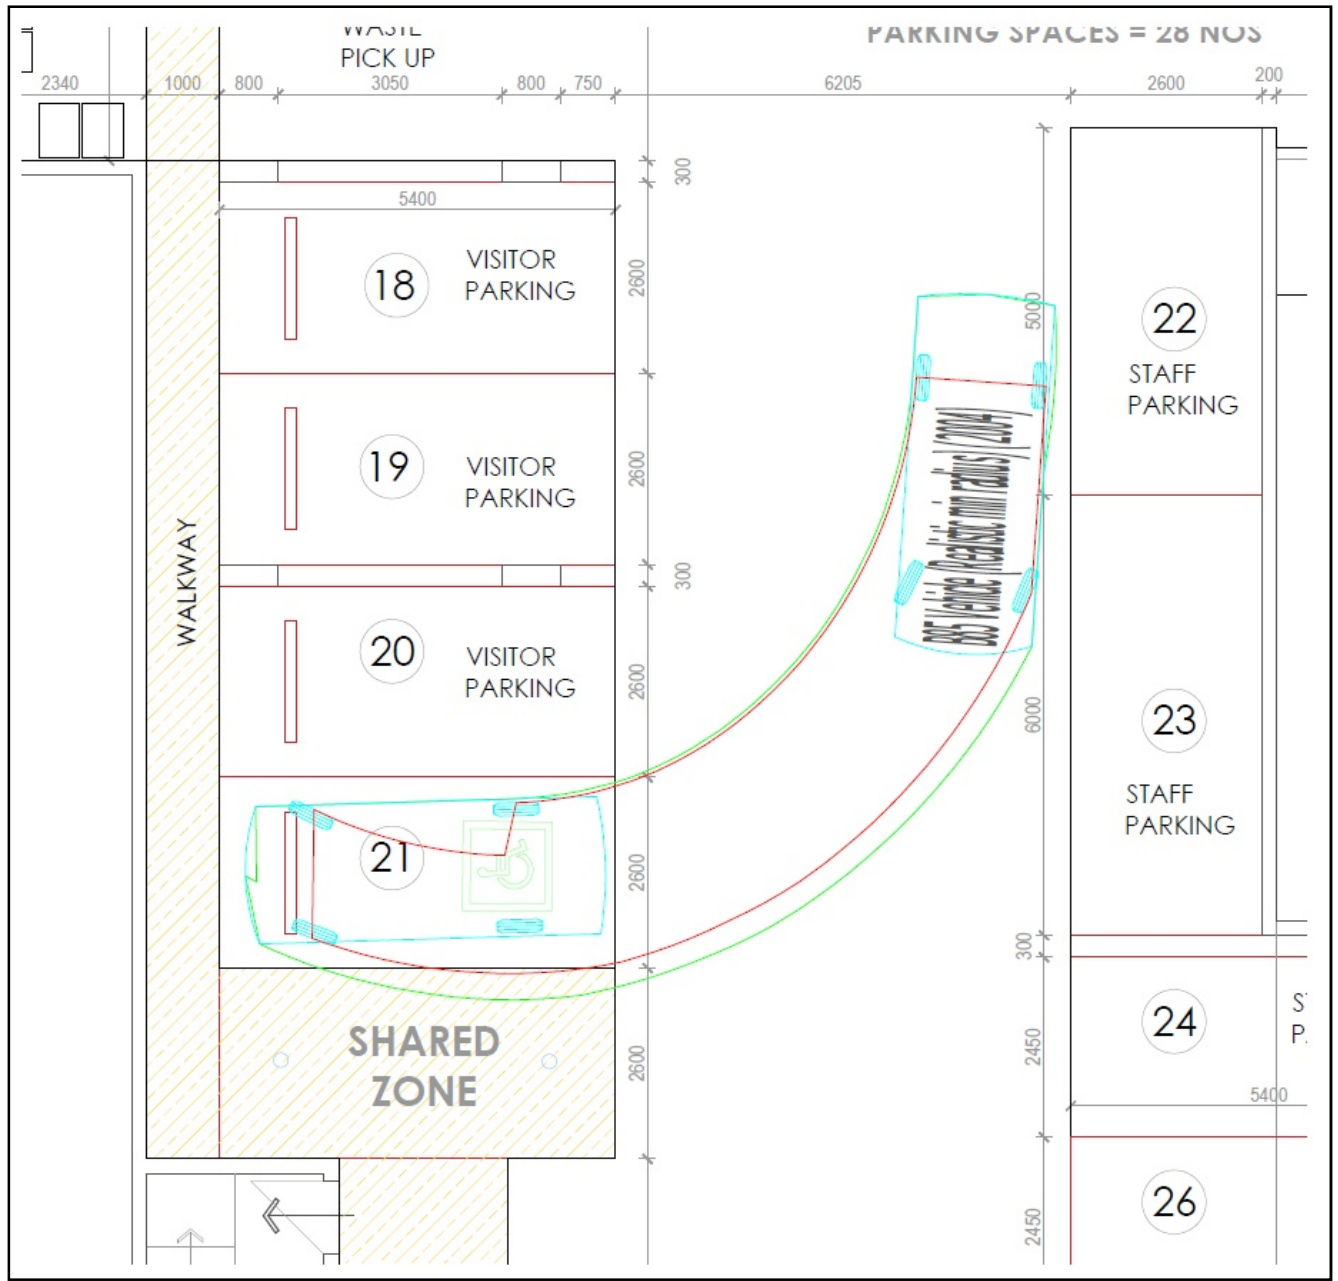 WASTE
PICK UP
PARKING SPACES = 28 NOS
2340
1000
800
3050
800
750
6205
2600
200
300
5400
18
VISITOR
PARKING
2600
5000
22
STAFF
PARKING
19
VISITOR
PARKING
2600
B85 Vehicle (Realistic min radius) (2004)
WALKWAY
300
20
VISITOR
PARKING
2600
6000
23
STAFF
PARKING
21
2600
300
24
2450
SHARED
ZONE
2600
5400
26
2450